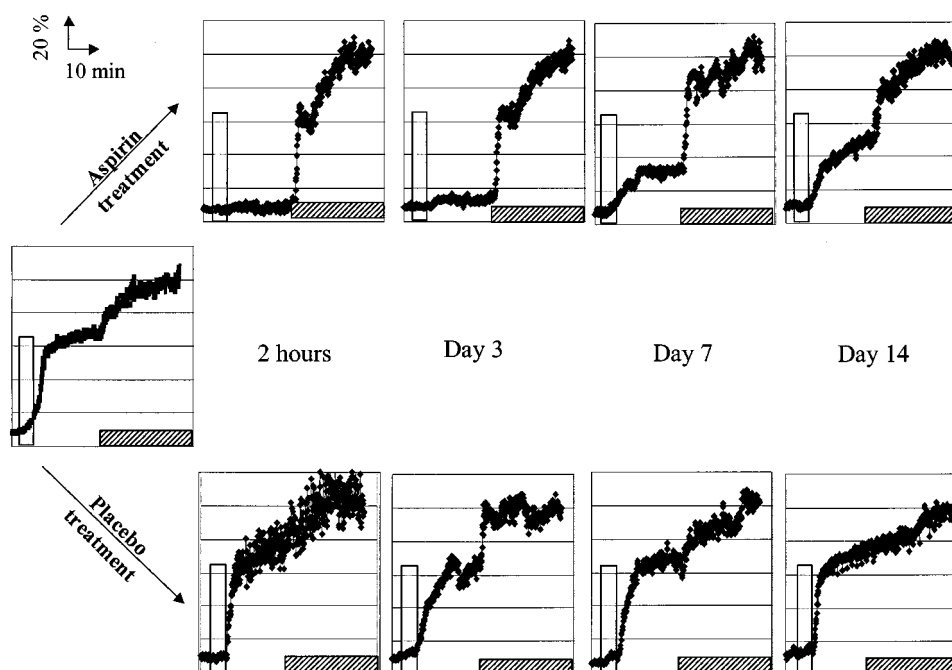 20 %
10 min
Aspirin
treatment
2 hours
Day 3
Day 7
Day 14
Placebo
treatment